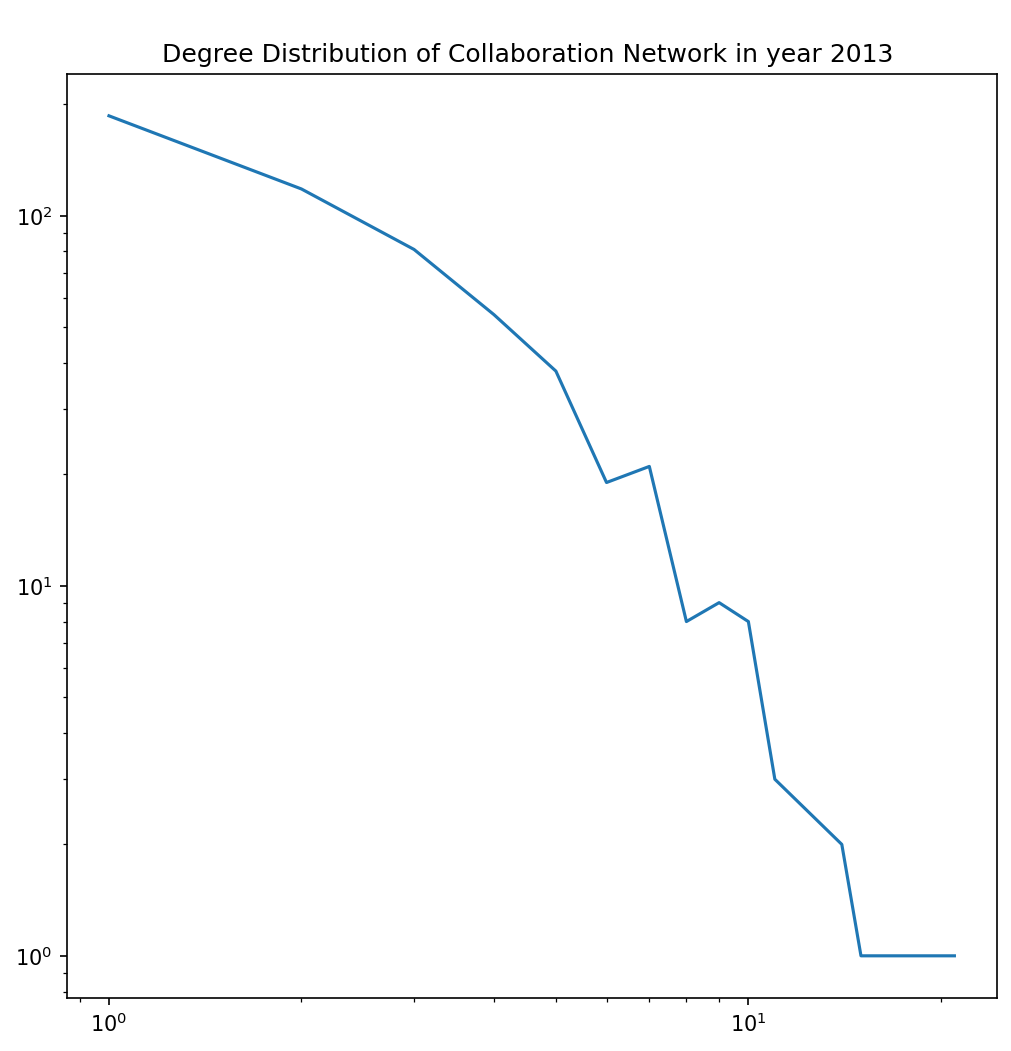 Degree Distribution of Collaboration Network in year 2013
10²
10¹
10⁰
10⁰ 10¹